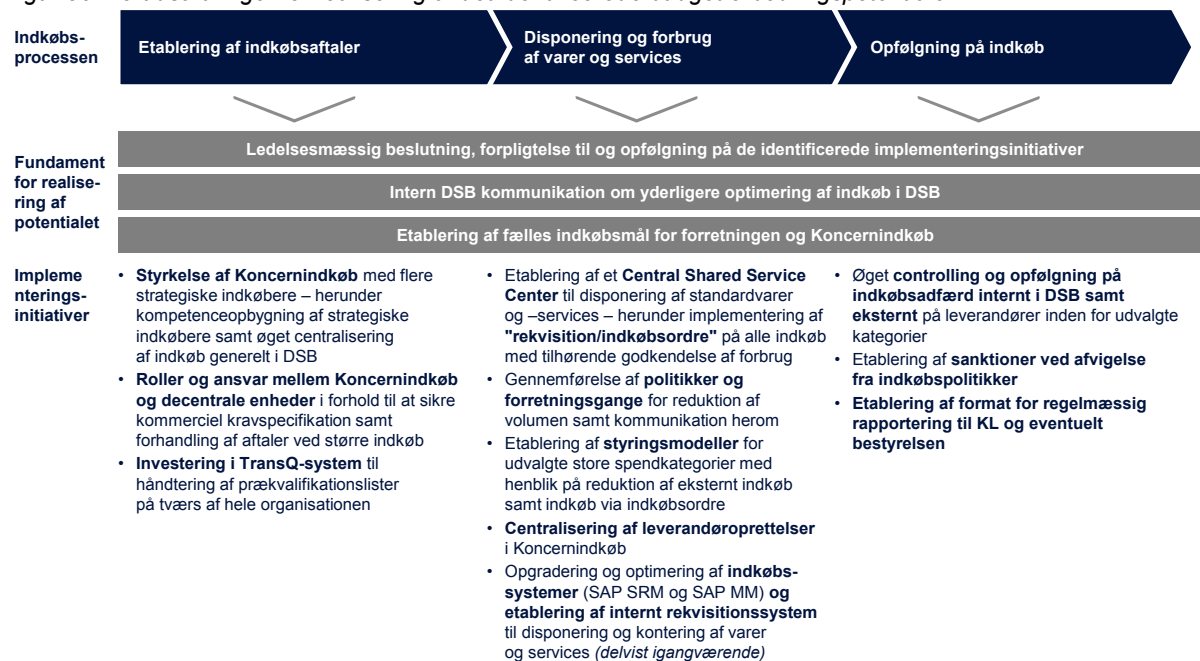 Indkøbs-
processen
Etablering af indkøbsaftaler
Disponering og forbrug
af varer og services
Opfølgning på indkøb
Fundament
for realise-
ring af
potentialet
Ledelsesmæssig beslutning, forpligtelse til og opfølgning på de identificerede implementeringsinitiativer
Intern DSB kommunikation om yderligere optimering af indkøb i DSB
Etablering af fælles indkøbsmål for forretningen og Koncernindkøb
Impleme
nterings-
initiativer
• Styrkelse af Koncernindkøb med flere
strategiske indkøbere – herunder
kompetenceopbygning af strategiske
indkøbere samt øget centralisering
af indkøb generelt i DSB
• Roller og ansvar mellem Koncernindkøb
og decentrale enheder i forhold til at sikre
kommerciel kravspecifikation samt
forhandling af aftaler ved større indkøb
• Investering i TransQ-system til
håndtering af prækvalifikationslister
på tværs af hele organisationen
• Etablering af et Central Shared Service
Center til disponering af standardvarer
og –services – herunder implementering af
"rekvisition/indkøbsordre" på alle indkøb
med tilhørende godkendelse af forbrug
• Gennemførelse af politikker og
forretningsgange for reduktion af
volumen samt kommunikation herom
• Etablering af styringsmodeller for
udvalgte store spendkategorier med
henblik på reduktion af eksternt indkøb
samt indkøb via indkøbsordre
• Centralisering af leverandøroprettelser
i Koncernindkøb
• Opgradering og optimering af indkøbs-
systemer (SAP SRM og SAP MM) og
etablering af internt rekvisitionssystem
til disponering og kontering af varer
og services (delvist igangværende)
• Øget controlling og opfølgning på
indkøbsadfærd internt i DSB samt
eksternt på leverandører inden for udvalgte
kategorier
• Etablering af sanktioner ved afvigelse
fra indkøbspolitikker
• Etablering af format for regelmæssig
rapportering til KL og eventuelt
bestyrelsen